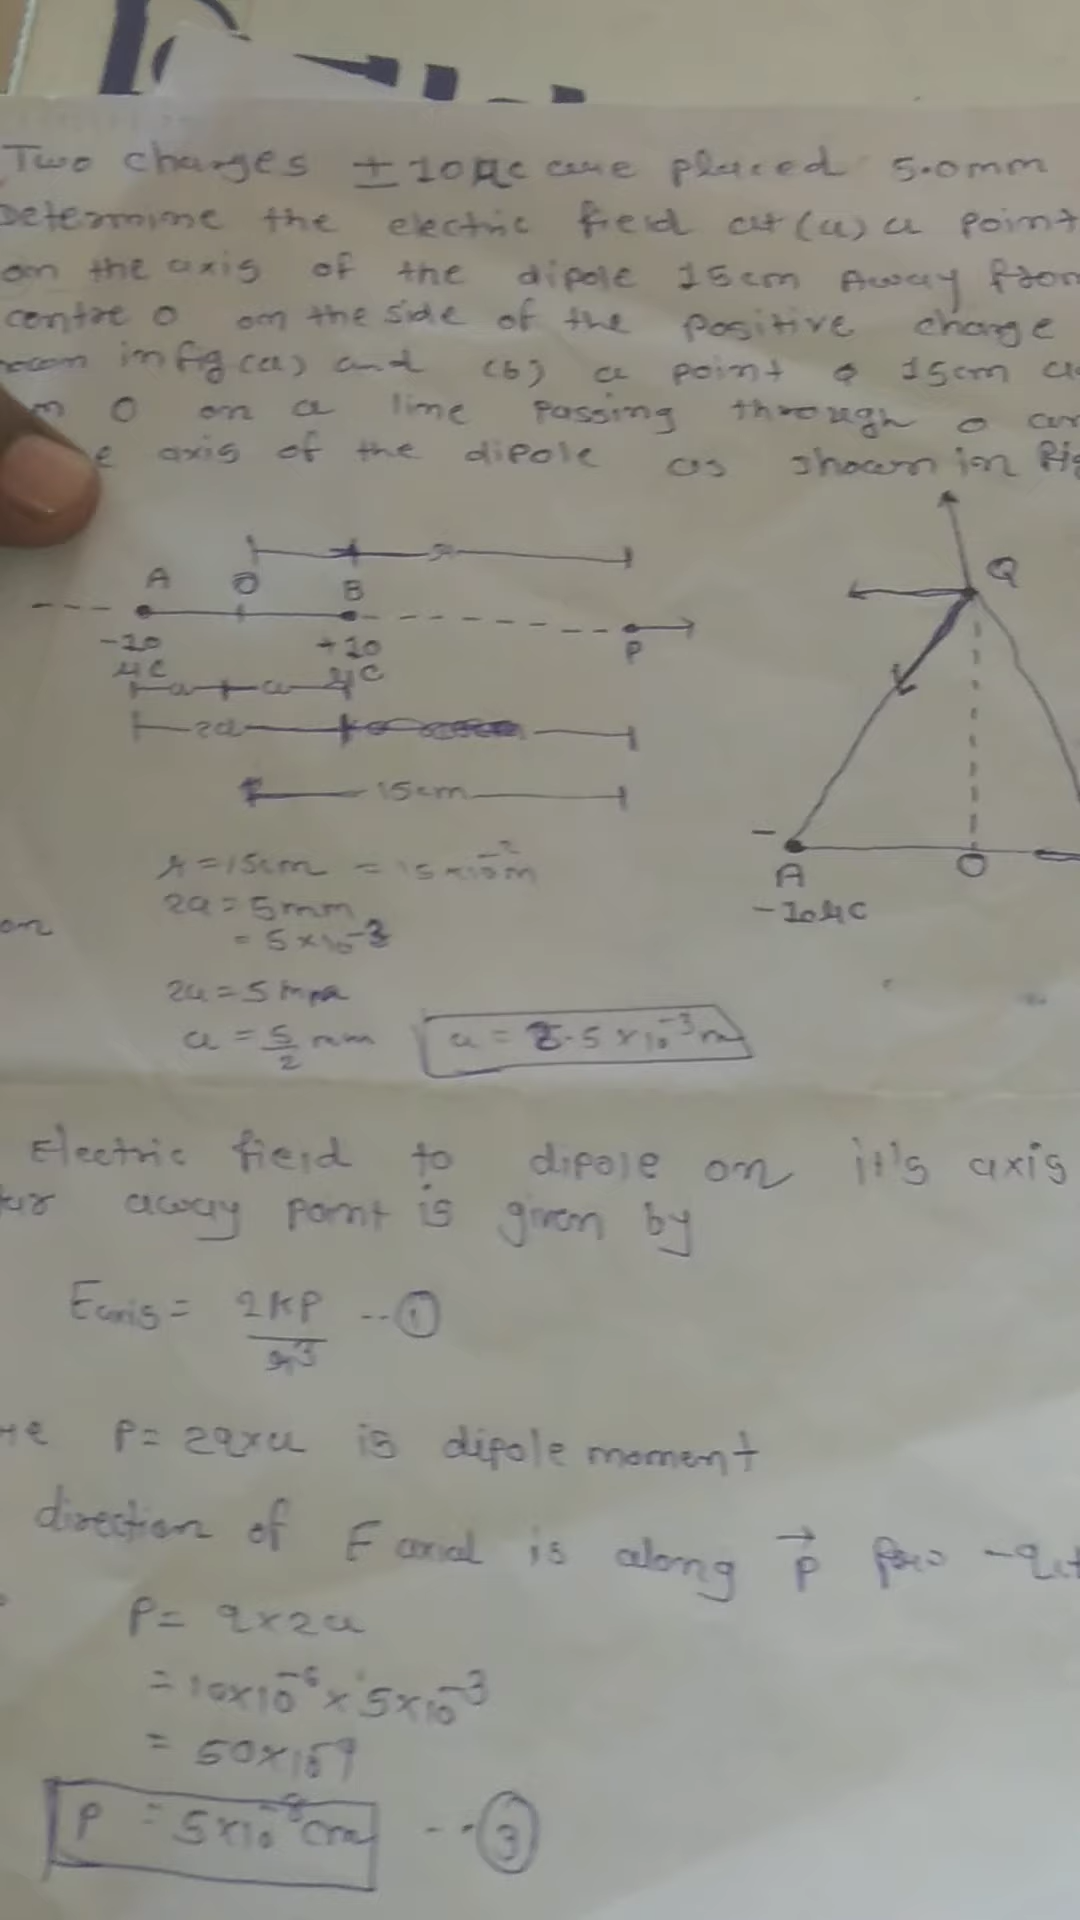 Two charges ±10μc are placed 5.0mm
Determine the electric field at (a) a point
on the axis of the dipole 15cm Away from
centre O on the side of the positive charge
in fig (a) and (b) a point Q 15cm
O on a line passing through O
axis of the dipole as shown in Fig
A O B
P
-10 μC
+10 μC
a a
2a
15cm
Q
A O
-10μC
r = 15cm = 15×10⁻²m
2a = 5mm
= 5×10⁻³
2a = 5mm
a = 5/2 mm
a = 2.5×10⁻³m
Electric field to dipole on it's axis
away point is given by
Eaxis = 2KP/r³ --①
P = 2q×a is dipole moment
direction of E axial is along p⃗
P = q×2a
= 10×10⁻⁶×5×10⁻³
= 50×10⁻⁹
P = 5×10⁻⁸cm --③